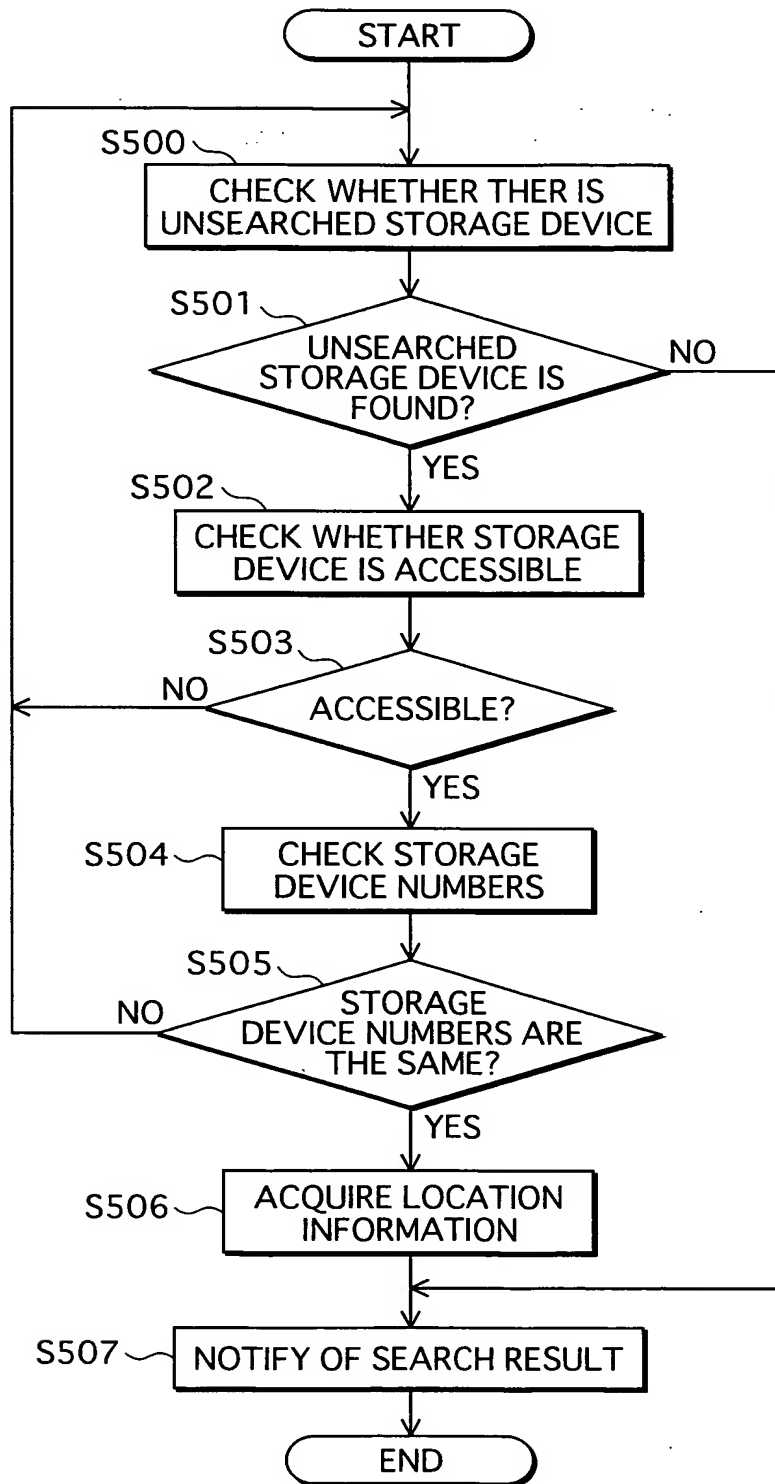 START
S500
CHECK WHETHER THER IS
UNSEARCHED STORAGE DEVICE
S501
UNSEARCHED
STORAGE DEVICE IS
FOUND?
NO
YES
S502
CHECK WHETHER STORAGE
DEVICE IS ACCESSIBLE
S503
NO
ACCESSIBLE?
YES
S504
CHECK STORAGE
DEVICE NUMBERS
S505
NO
STORAGE
DEVICE NUMBERS ARE
THE SAME?
YES
S506
ACQUIRE LOCATION
INFORMATION
S507
NOTIFY OF SEARCH RESULT
END